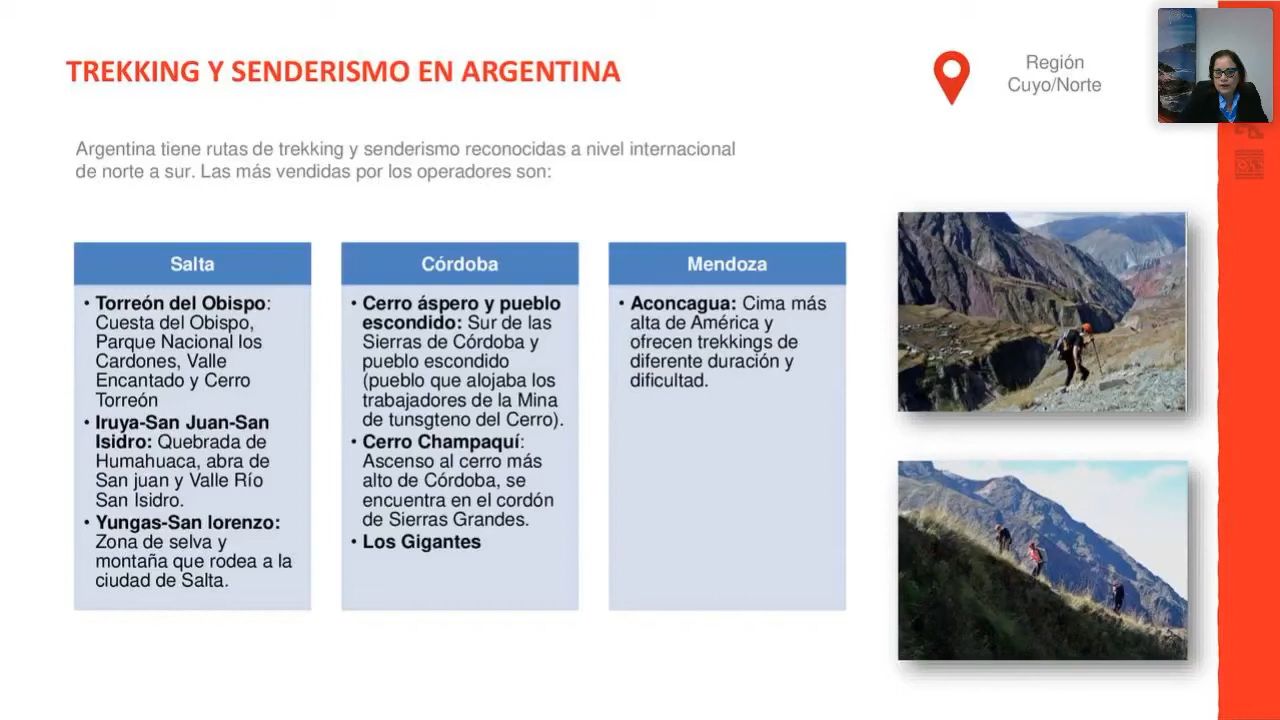 TREKKING Y SENDERISMO EN ARGENTINA
Región
Cuyo/Norte
Argentina tiene rutas de trekking y senderismo reconocidas a nivel internacional
de norte a sur. Las más vendidas por los operadores son:
Salta
• Torreón del Obispo:
Cuesta del Obispo,
Parque Nacional los
Cardones, Valle
Encantado y Cerro
Torreón
• Iruya-San Juan-San
Isidro: Quebrada de
Humahuaca, abra de
San juan y Valle Río
San Isidro.
• Yungas-San lorenzo:
Zona de selva y
montaña que rodea a la
ciudad de Salta.
Córdoba
• Cerro áspero y pueblo
escondido: Sur de las
Sierras de Córdoba y
pueblo escondido
(pueblo que alojaba los
trabajadores de la Mina
de tunsgteno del Cerro).
• Cerro Champaquí:
Ascenso al cerro más
alto de Córdoba, se
encuentra en el cordón
de Sierras Grandes.
• Los Gigantes
Mendoza
• Aconcagua: Cima más
alta de América y
ofrecen trekkings de
diferente duración y
dificultad.